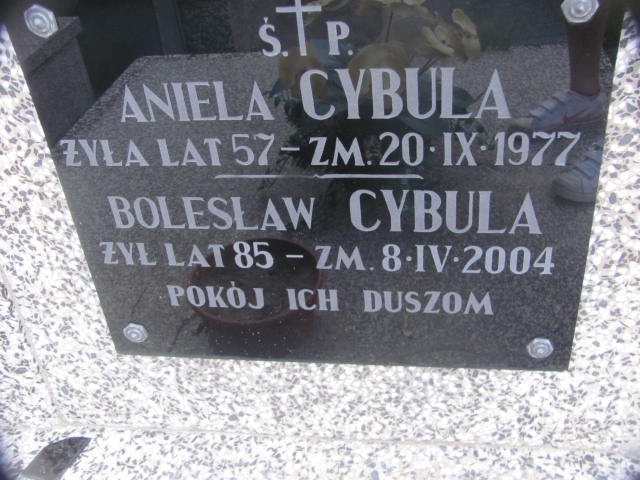 Ś. P.
ANIELA CYBULA
ŻYŁA LAT 57 - ZM. 20·IX·1977
BOLESŁAW CYBULA
ŻYŁ LAT 85 - ZM. 8·IV·2004
POKÓJ ICH DUSZOM